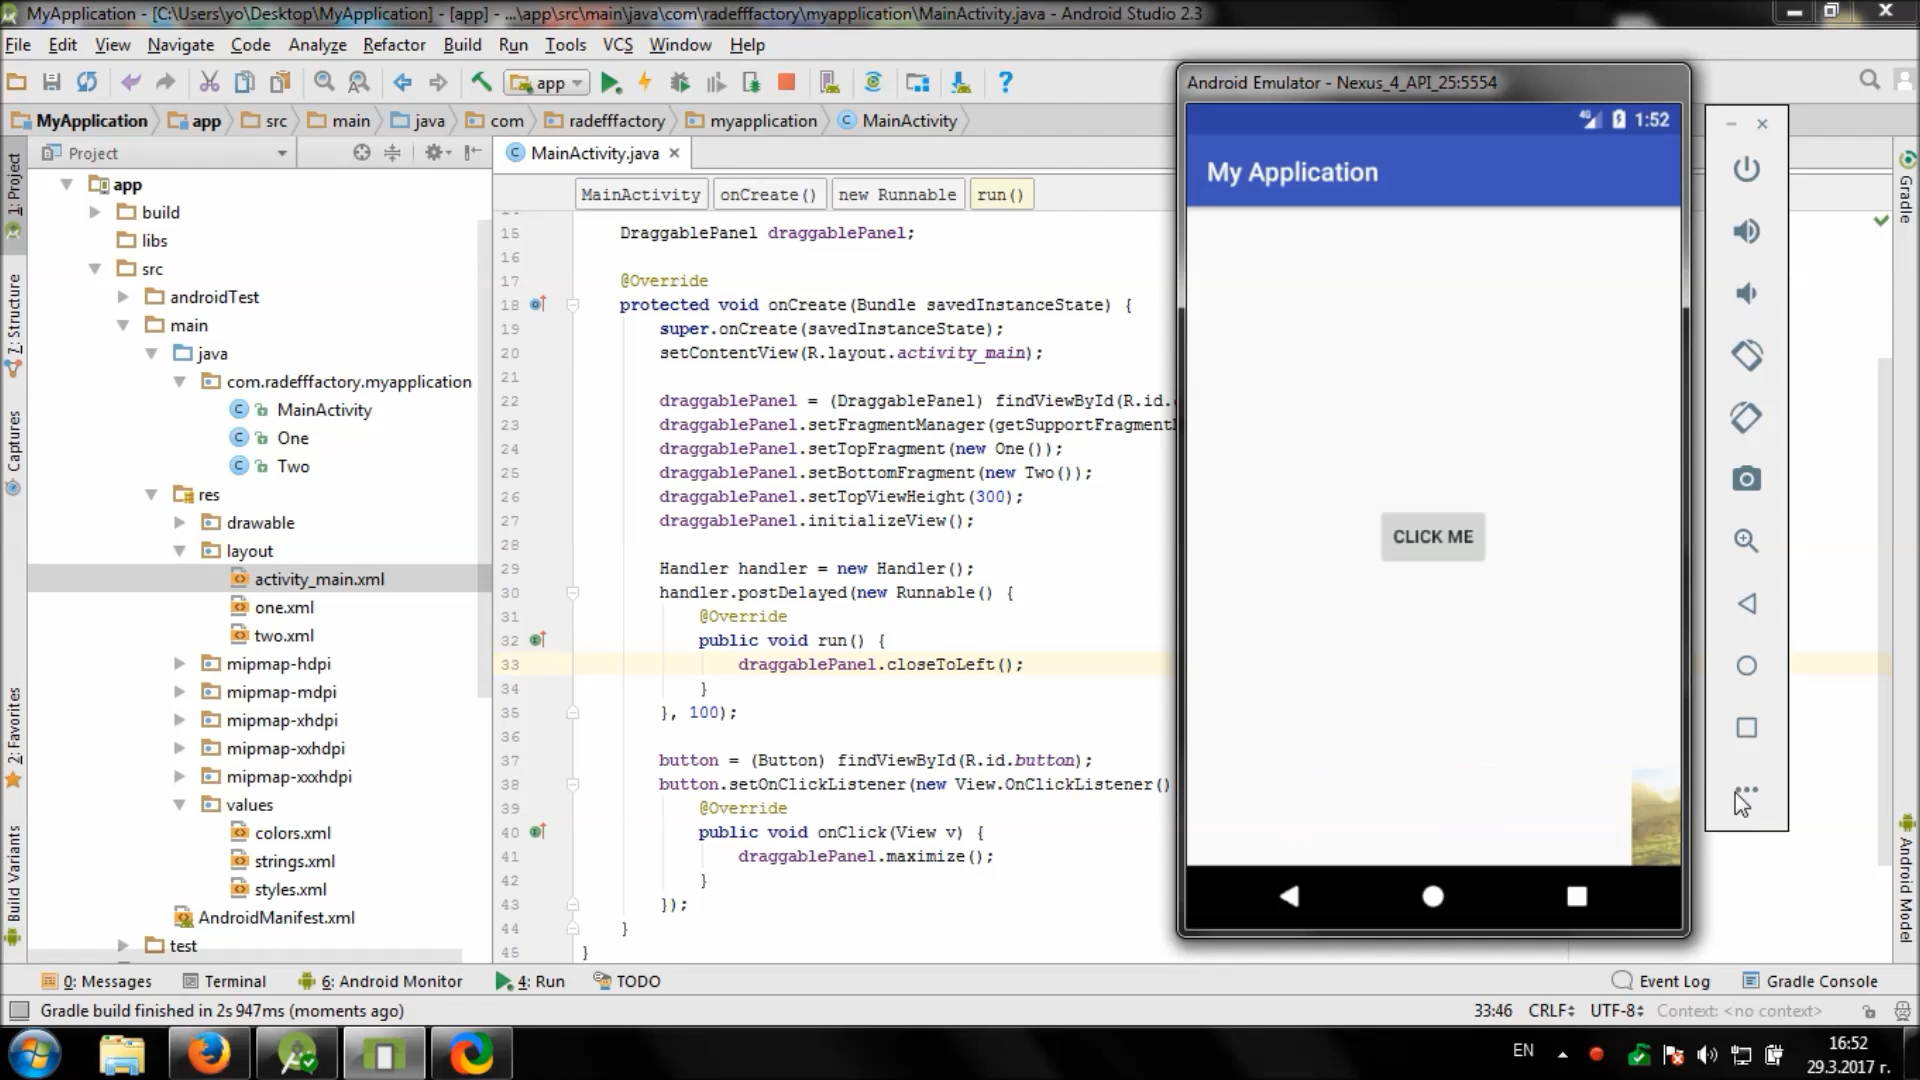 MyApplication - [C:\Users\yo\Desktop\MyApplication] - [app] - ...\app\src\main\java\com\radefffactory\myapplication\MainActivity.java - Android Studio 2.3
File Edit View Navigate Code Analyze Refactor Build Run Tools VCS Window Help
app
MyApplication app src main java com radefffactory myapplication MainActivity
Project
MainActivity.java
MainActivity onCreate() new Runnable run()
1: Project
7: Structure
Captures
2: Favorites
Build Variants
app
build
libs
src
androidTest
main
java
com.radefffactory.myapplication
MainActivity
One
Two
res
drawable
layout
activity_main.xml
one.xml
two.xml
mipmap-hdpi
mipmap-mdpi
mipmap-xhdpi
mipmap-xxhdpi
mipmap-xxxhdpi
values
colors.xml
strings.xml
styles.xml
AndroidManifest.xml
test
15 DraggablePanel draggablePanel;
16
17 @Override
18 protected void onCreate(Bundle savedInstanceState) {
19 super.onCreate(savedInstanceState);
20 setContentView(R.layout.activity_main);
21
22 draggablePanel = (DraggablePanel) findViewById(R.id.
23 draggablePanel.setFragmentManager(getSupportFragment
24 draggablePanel.setTopFragment(new One());
25 draggablePanel.setBottomFragment(new Two());
26 draggablePanel.setTopViewHeight(300);
27 draggablePanel.initializeView();
28
29 Handler handler = new Handler();
30 handler.postDelayed(new Runnable() {
31 @Override
32 public void run() {
33 draggablePanel.closeToLeft();
34 }
35 }, 100);
36
37 button = (Button) findViewById(R.id.button);
38 button.setOnClickListener(new View.OnClickListener()
39 @Override
40 public void onClick(View v) {
41 draggablePanel.maximize();
42 }
43 });
44 }
45 }
Android Emulator - Nexus_4_API_25:5554
4G 1:52
My Application
CLICK ME
Gradle
Android Model
0: Messages Terminal 6: Android Monitor 4: Run TODO Event Log Gradle Console
Gradle build finished in 2s 947ms (moments ago) 33:46 CRLF UTF-8 Context: <no context>
EN 16:52
29.3.2017 г.